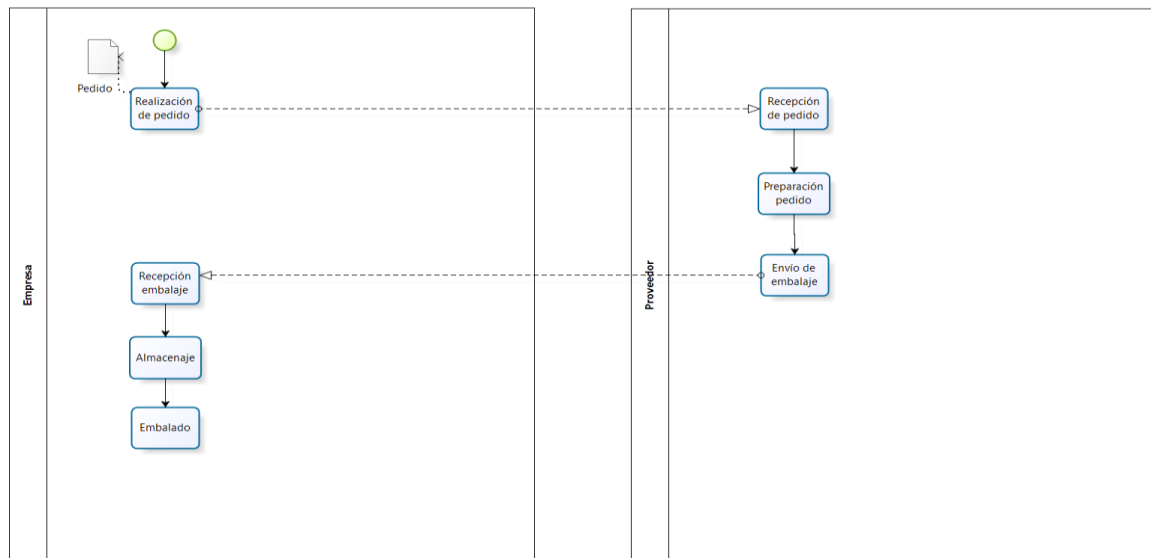 Empresa
Pedido
Realización
de pedido
Recepción
embalaje
Almacenaje
Embalado
Proveedor
Recepción
de pedido
Preparación
pedido
Envío de
embalaje